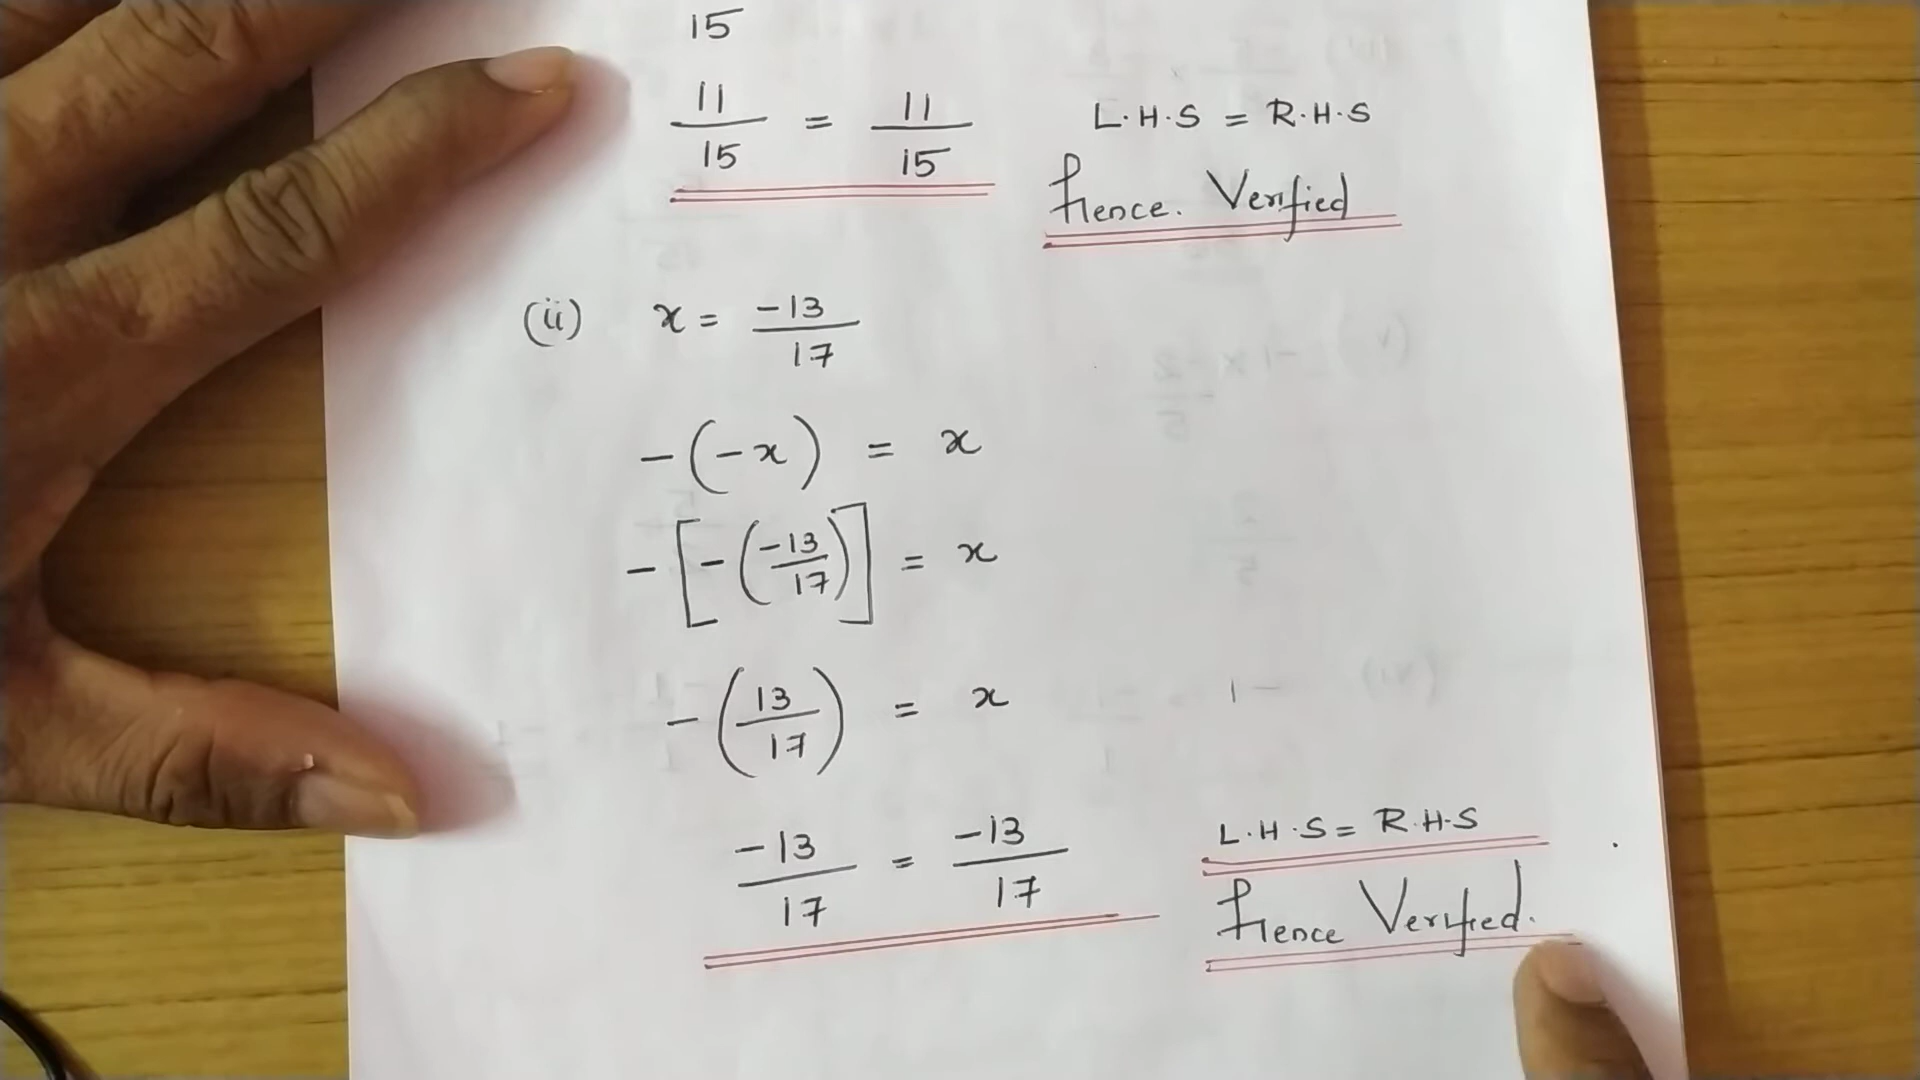 15
11/15 = 11/15 L.H.S = R.H.S
Hence. Verified
(ii) x = -13/17
-(-x) = x
-[-(-13/17)] = x
-(13/17) = x
-13/17 = -13/17 L.H.S = R.H.S
Hence Verified.